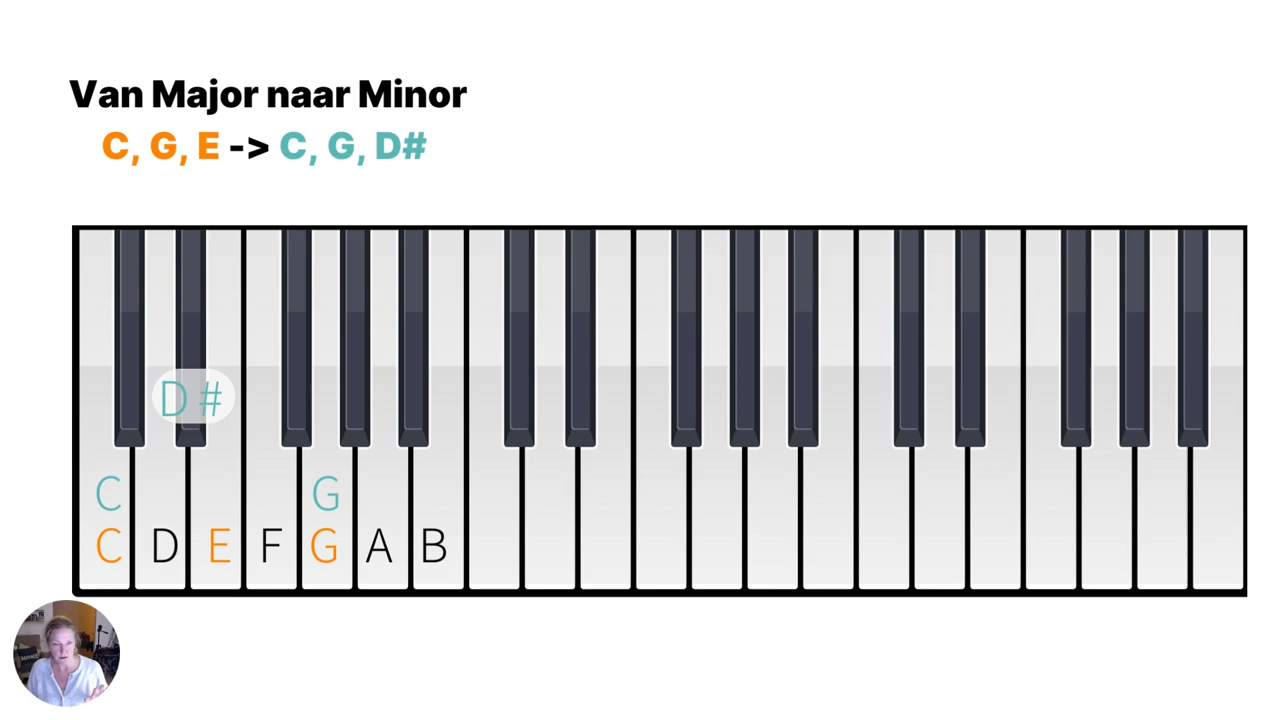 Van Major naar Minor
C, G, E -> C, G, D#
D #
C G
C D E F G A B